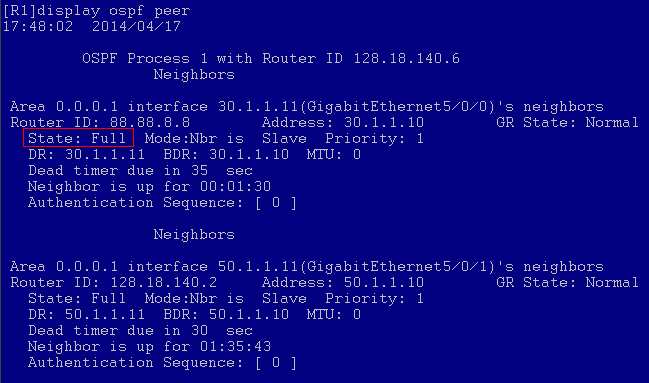 [R1]display ospf peer
17:48:02  2014/04/17
OSPF Process 1 with Router ID 128.18.140.6
Neighbors
Area 0.0.0.1 interface 30.1.1.11(GigabitEthernet5/0/0)'s neighbors
Router ID: 88.88.8.8         Address: 30.1.1.10         GR State: Normal
State: Full  Mode:Nbr is  Slave  Priority: 1
DR: 30.1.1.11  BDR: 30.1.1.10  MTU: 0
Dead timer due in 35  sec
Neighbor is up for 00:01:30
Authentication Sequence: [ 0 ]
Neighbors
Area 0.0.0.1 interface 50.1.1.11(GigabitEthernet5/0/1)'s neighbors
Router ID: 128.18.140.2      Address: 50.1.1.10         GR State: Normal
State: Full  Mode:Nbr is  Slave  Priority: 1
DR: 50.1.1.11  BDR: 50.1.1.10  MTU: 0
Dead timer due in 30  sec
Neighbor is up for 01:35:43
Authentication Sequence: [ 0 ]